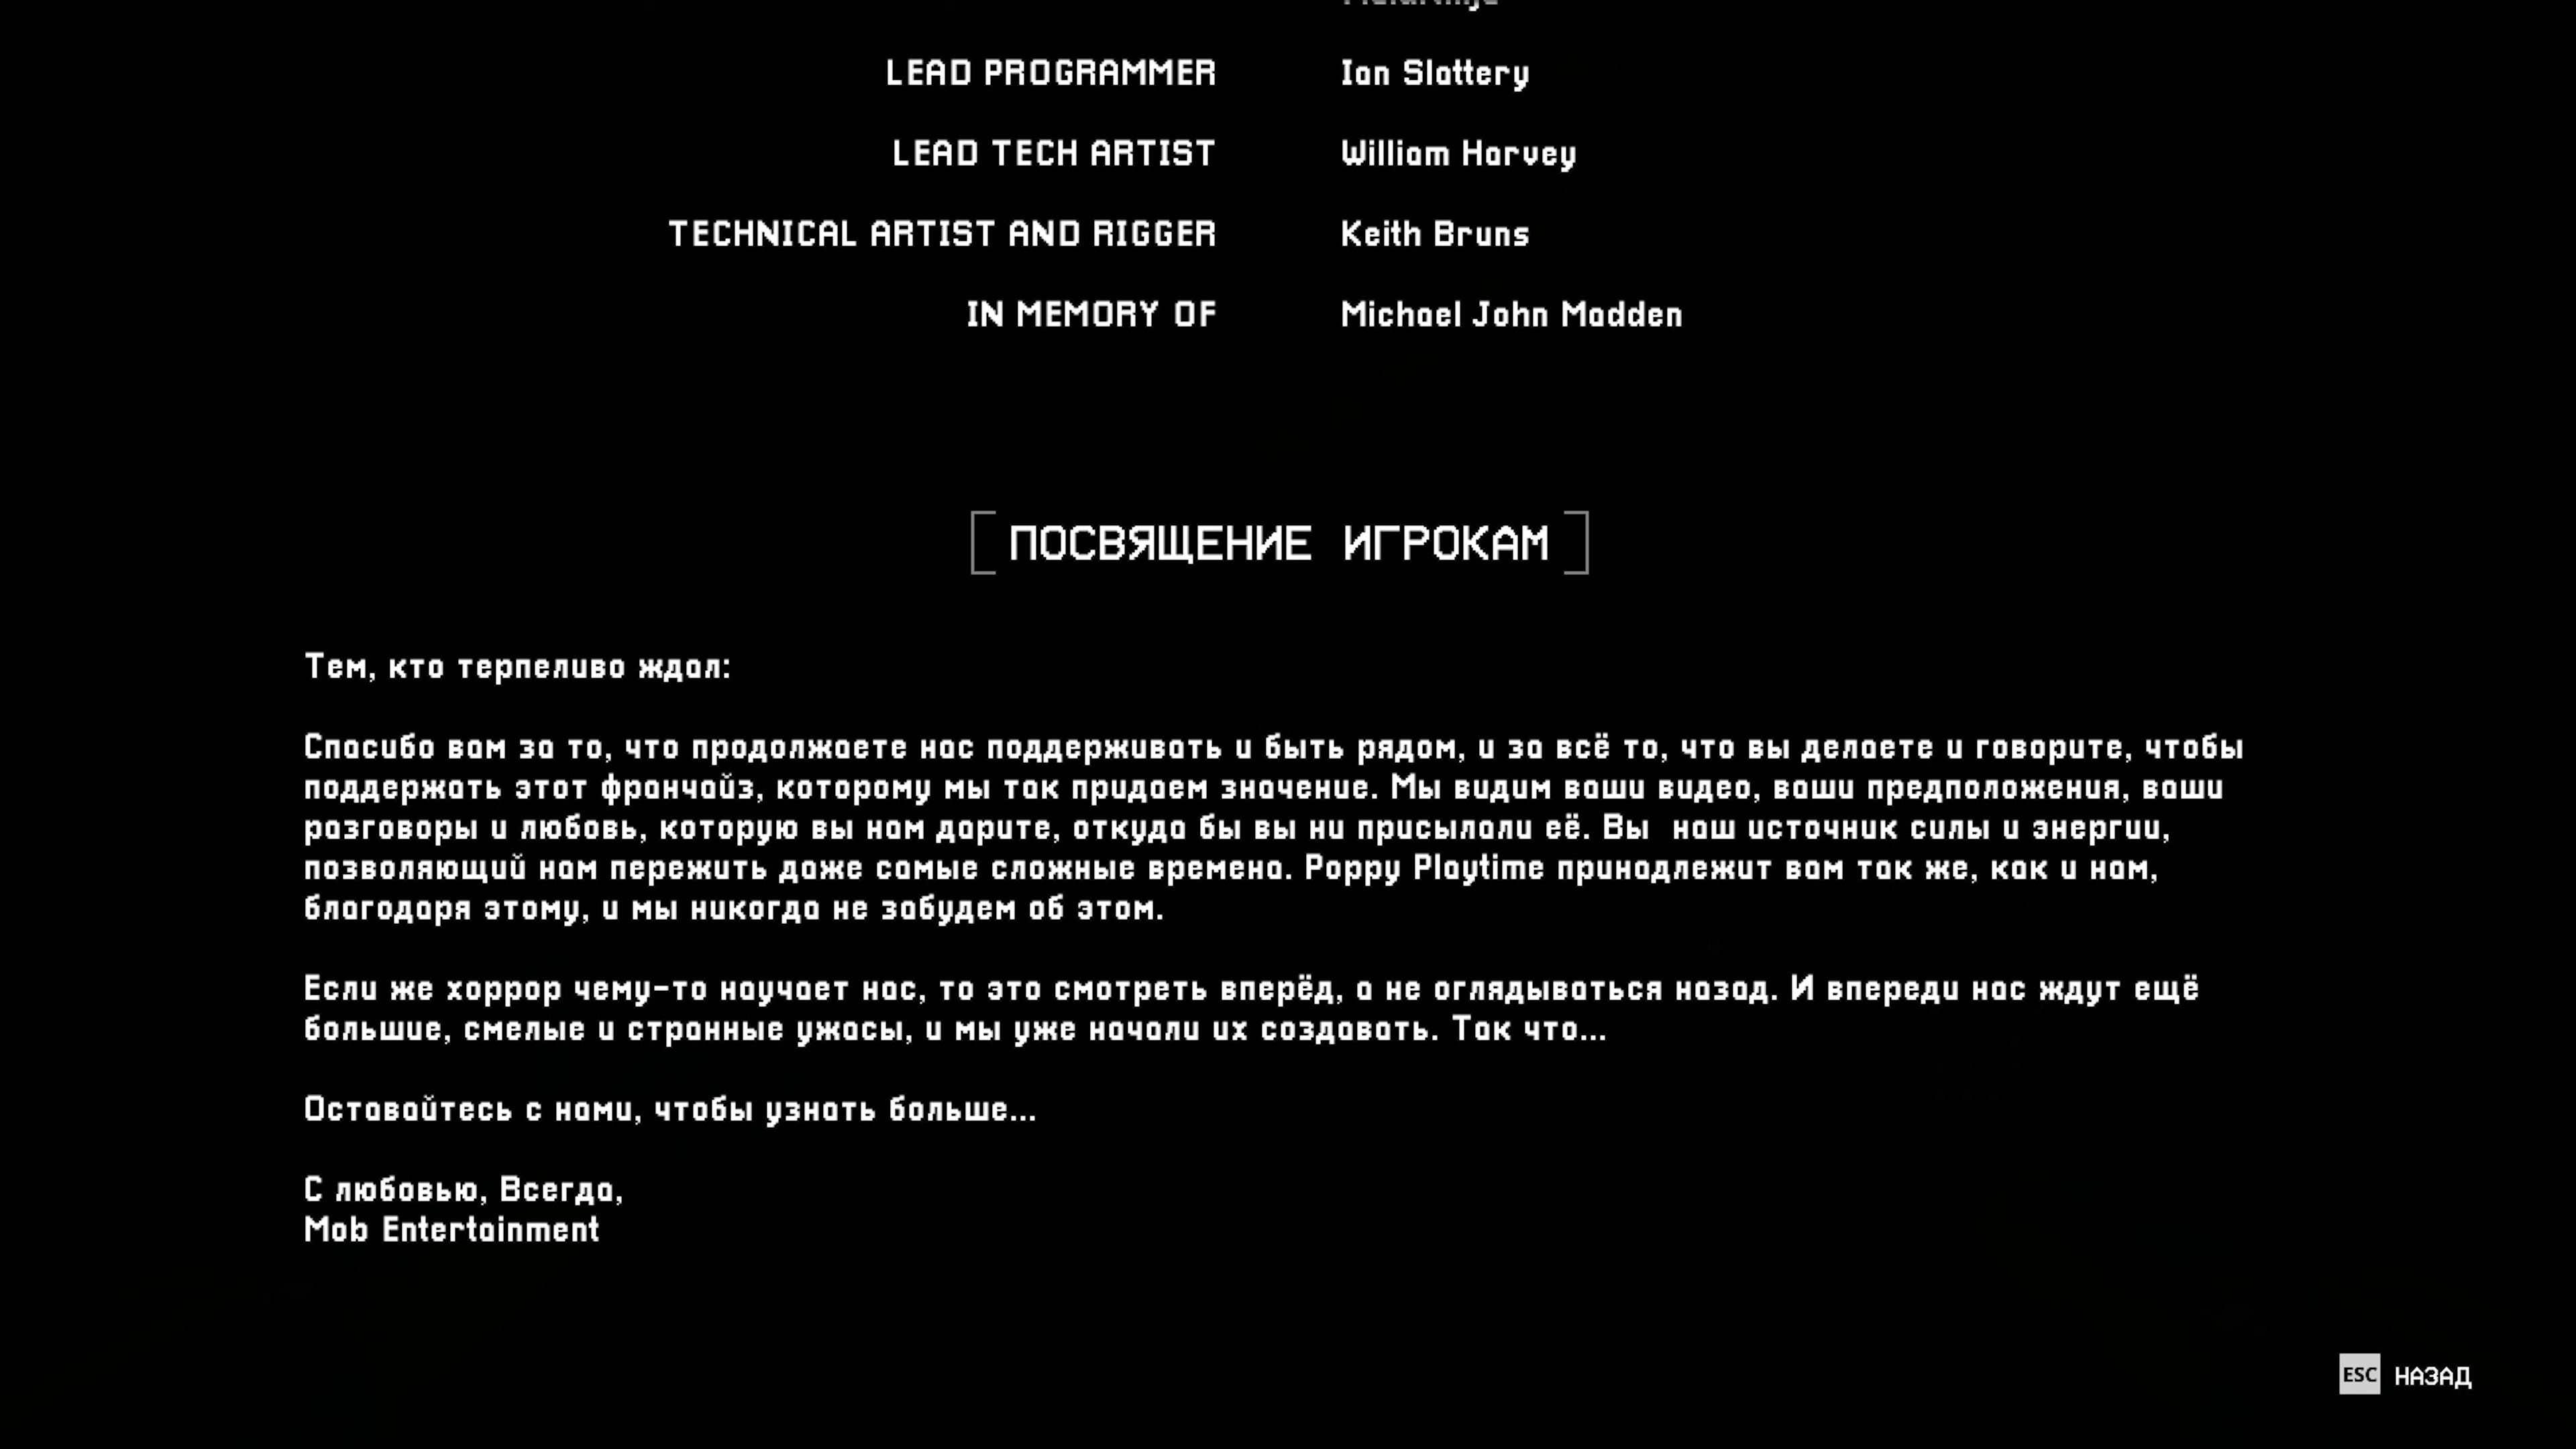 LEAD PROGRAMMER Ian Slattery
LEAD TECH ARTIST William Harvey
TECHNICAL ARTIST AND RIGGER Keith Bruns
IN MEMORY OF Michael John Madden
ПОСВЯЩЕНИЕ ИГРОКАМ
Тем, кто терпеливо ждал:
Спасибо вам за то, что продолжаете нас поддерживать и быть рядом, и за всё то, что вы делаете и говорите, чтобы
поддержать этот франчайз, которому мы так придаем значение. Мы видим ваши видео, ваши предположения, ваши
разговоры и любовь, которую вы нам дарите, откуда бы вы ни присылали её. Вы  наш источник силы и энергии,
позволяющий нам пережить даже самые сложные времена. Poppy Playtime принадлежит вам так же, как и нам,
благодаря этому, и мы никогда не забудем об этом.
Если же хоррор чему-то научает нас, то это смотреть вперёд, а не оглядываться назад. И впереди нас ждут ещё
большие, смелые и странные ужасы, и мы уже начали их создавать. Так что...
Оставайтесь с нами, чтобы узнать больше...
С любовью, Всегда,
Mob Entertainment
ESC НАЗАД